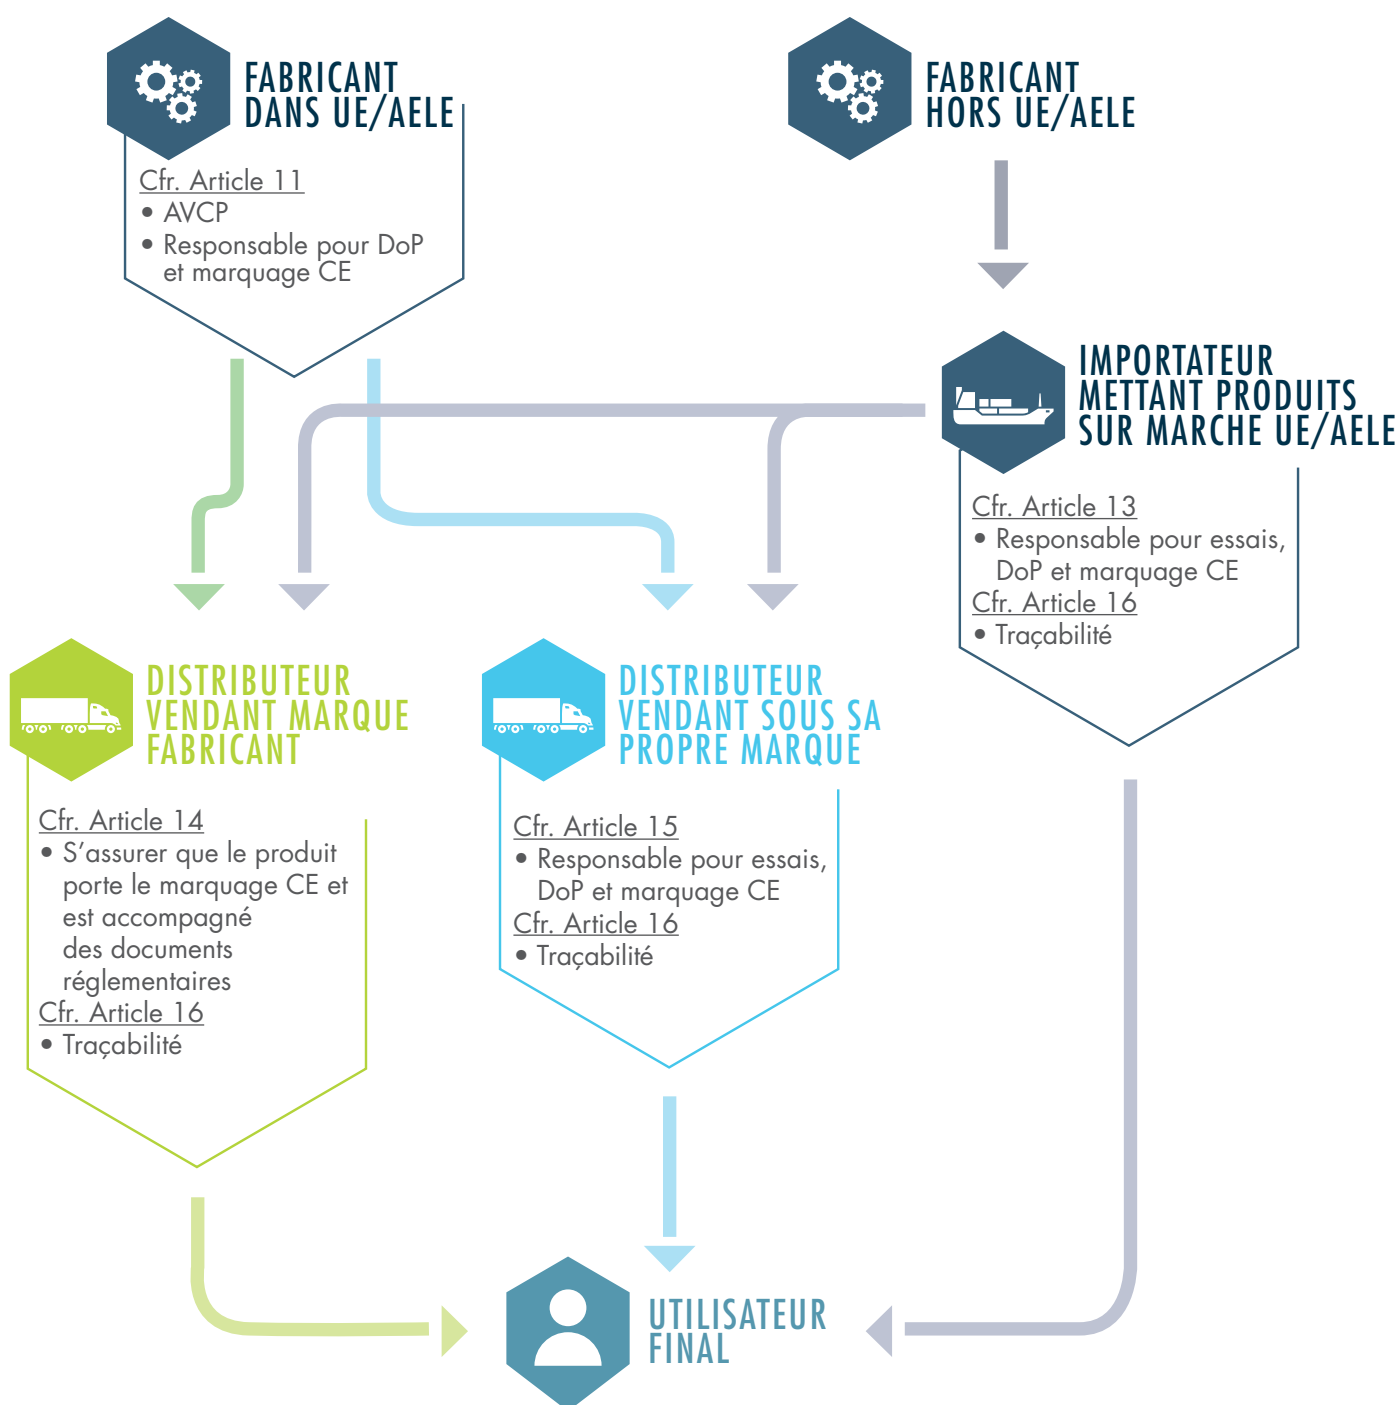 FABRICANT
DANS UE/AELE
Cfr. Article 11
• AVCP
• Responsable pour DoP
et marquage CE
FABRICANT
HORS UE/AELE
IMPORTATEUR
METTANT PRODUITS
SUR MARCHE UE/AELE
Cfr. Article 13
• Responsable pour essais,
DoP et marquage CE
Cfr. Article 16
• Traçabilité
DISTRIBUTEUR
VENDANT MARQUE
FABRICANT
Cfr. Article 14
• S’assurer que le produit
porte le marquage CE et
est accompagné
des documents
réglementaires
Cfr. Article 16
• Traçabilité
DISTRIBUTEUR
VENDANT SOUS SA
PROPRE MARQUE
Cfr. Article 15
• Responsable pour essais,
DoP et marquage CE
Cfr. Article 16
• Traçabilité
UTILISATEUR
FINAL